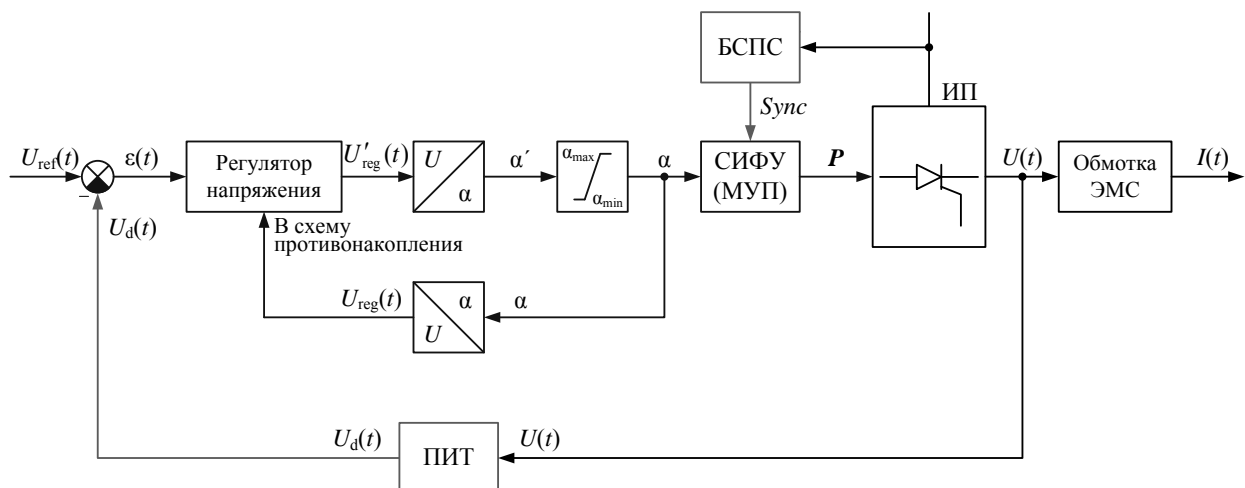 БСПС
ИП
Sync
U_ref(t)
ε(t)
Регулятор
напряжения
U′_reg(t)
U
α
α´
α_max
α_min
α
СИФУ
(МУП)
P
U(t)
Обмотка
ЭМС
I(t)
−
U_d(t)
В схему
противонакопления
U_reg(t)
α
U
α
U_d(t)
ПИТ
U(t)